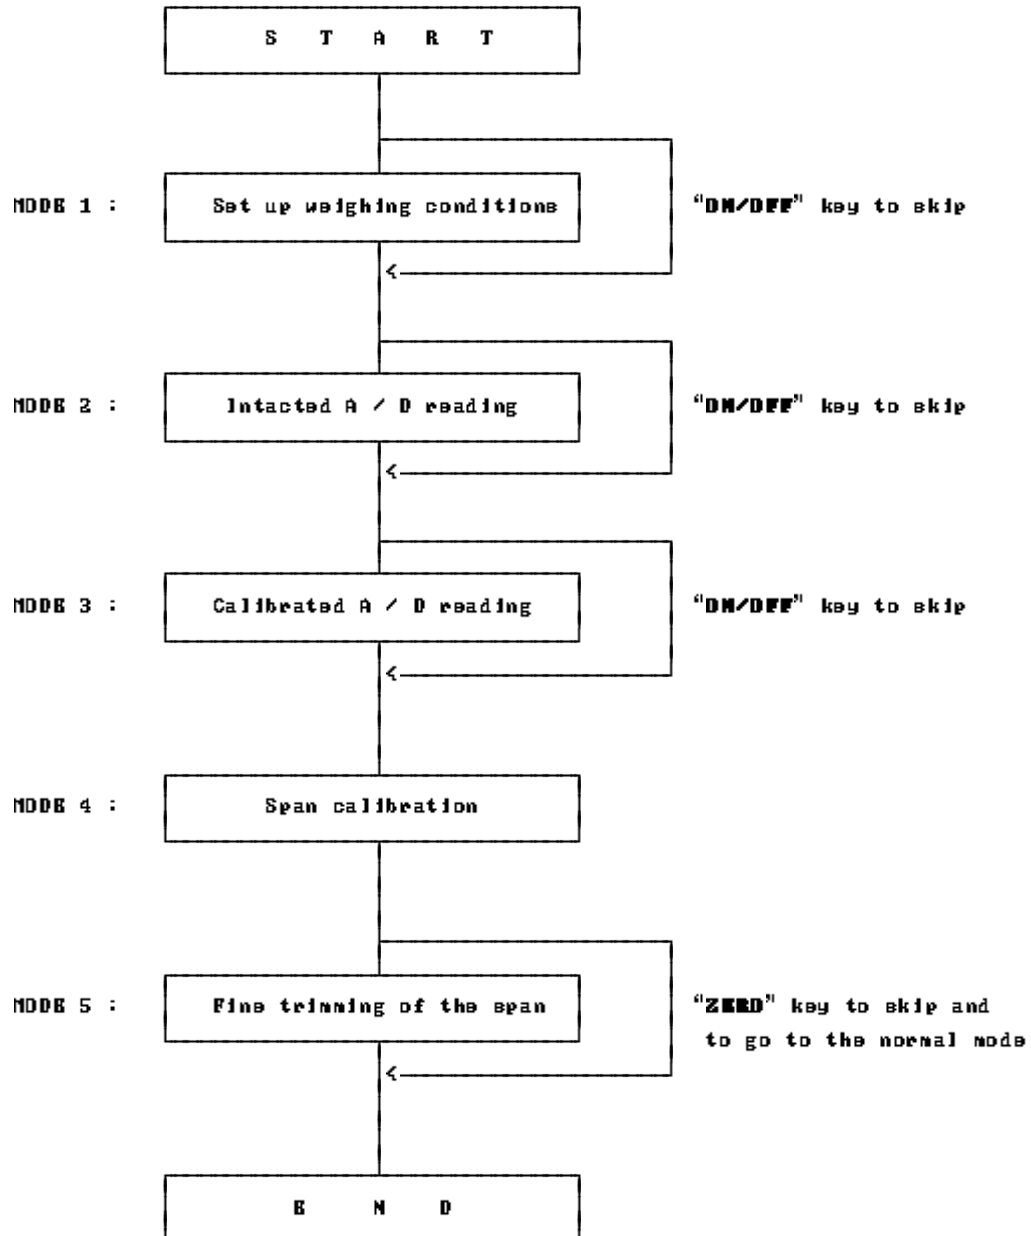 S T A R T
MODE 1 : Set up weighing conditions "ON/OFF" key to skip
MODE 2 : Intacted A / D reading "ON/OFF" key to skip
MODE 3 : Calibrated A / D reading "ON/OFF" key to skip
MODE 4 : Span calibration
MODE 5 : Fine trimming of the span "ZERO" key to skip and
to go to the normal mode
E N D